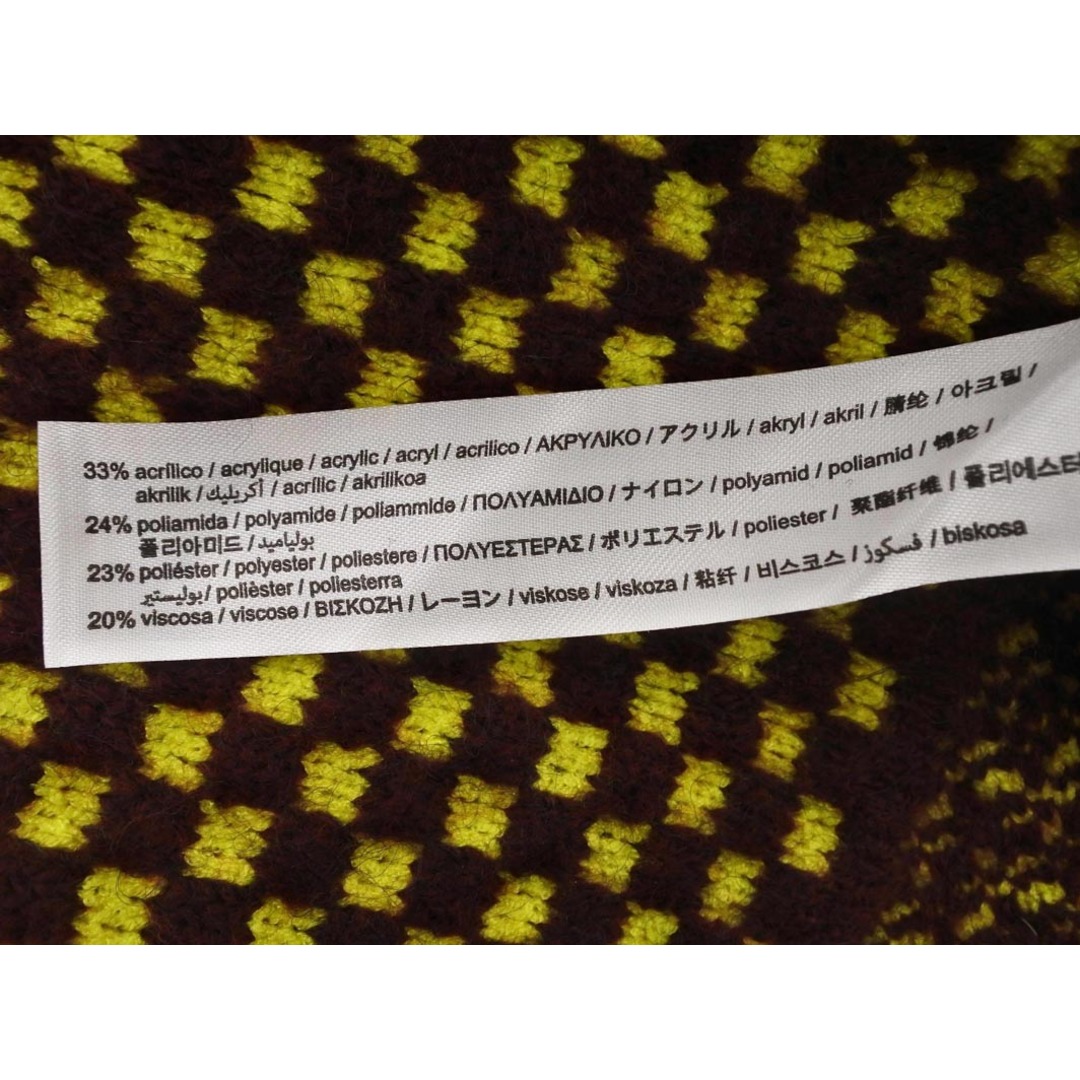 33% acrílico / acrylique / acrylic / acryl / acrilico / ΑΚΡΥΛΙΚΟ / アクリル / akryl / akril / 腈纶 / 아크릴 /
akrilik / أكريليك / acrílic / akrilikoa
24% poliamida / polyamide / poliammide / ΠΟΛΥΑΜΙΔΙΟ / ナイロン / polyamid / poliamid / 锦纶 /
폴리아미드 / بولياميد
23% poliéster / polyester / poliestere / ΠΟΛΥΕΣΤΕΡΑΣ / ポリエステル / poliester / 聚酯纤维 / 폴리에스터
بوليستير / polièster / poliesterra
20% viscosa / viscose / ΒΙΣΚΟΖΗ / レーヨン / viskose / viskoza / 粘纤 / 비스코스 / فسكوز / biskosa